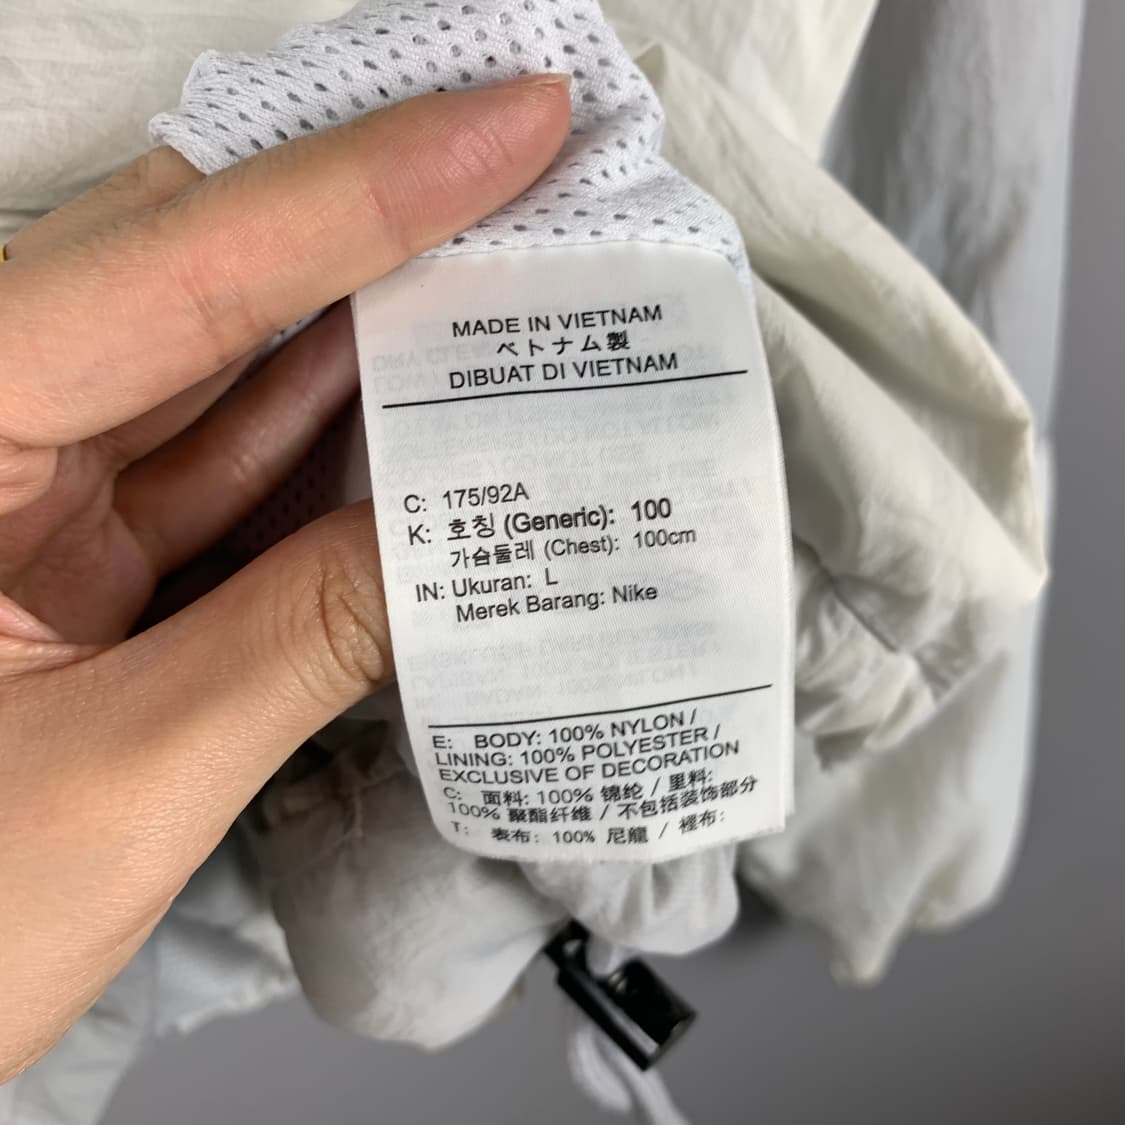 MADE IN VIETNAM
ベトナム製
DIBUAT DI VIETNAM
C: 175/92A
K: 호칭 (Generic): 100
가슴둘레 (Chest): 100cm
IN: Ukuran: L
Merek Barang: Nike
E: BODY: 100% NYLON /
LINING: 100% POLYESTER /
EXCLUSIVE OF DECORATION
C: 面料: 100% 锦纶 / 里料:
100% 聚酯纤维 / 不包括装饰部分
T: 表布: 100% 尼龍 / 裡布: